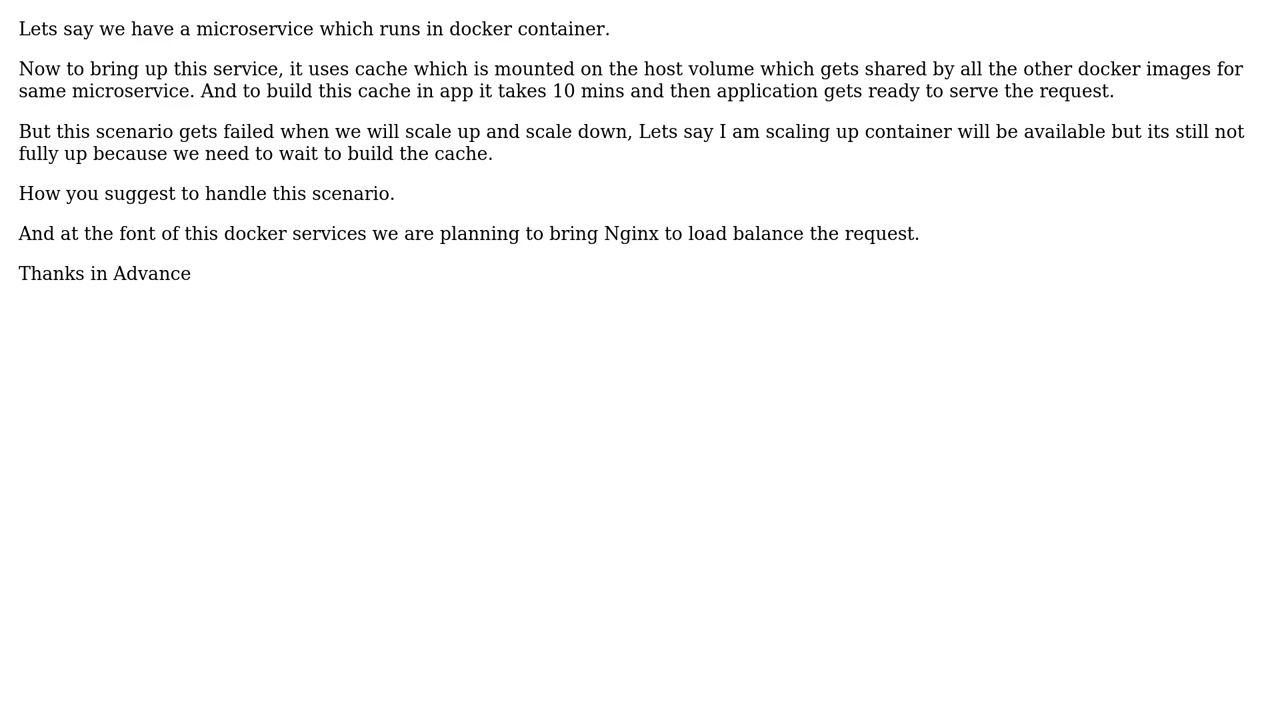 Lets say we have a microservice which runs in docker container.
Now to bring up this service, it uses cache which is mounted on the host volume which gets shared by all the other docker images for
same microservice. And to build this cache in app it takes 10 mins and then application gets ready to serve the request.
But this scenario gets failed when we will scale up and scale down, Lets say I am scaling up container will be available but its still not
fully up because we need to wait to build the cache.
How you suggest to handle this scenario.
And at the font of this docker services we are planning to bring Nginx to load balance the request.
Thanks in Advance